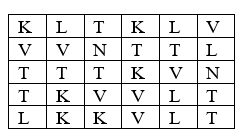 K L T K L V
V V N T T L
T T T K V N
T K V V L T
L K K V L T